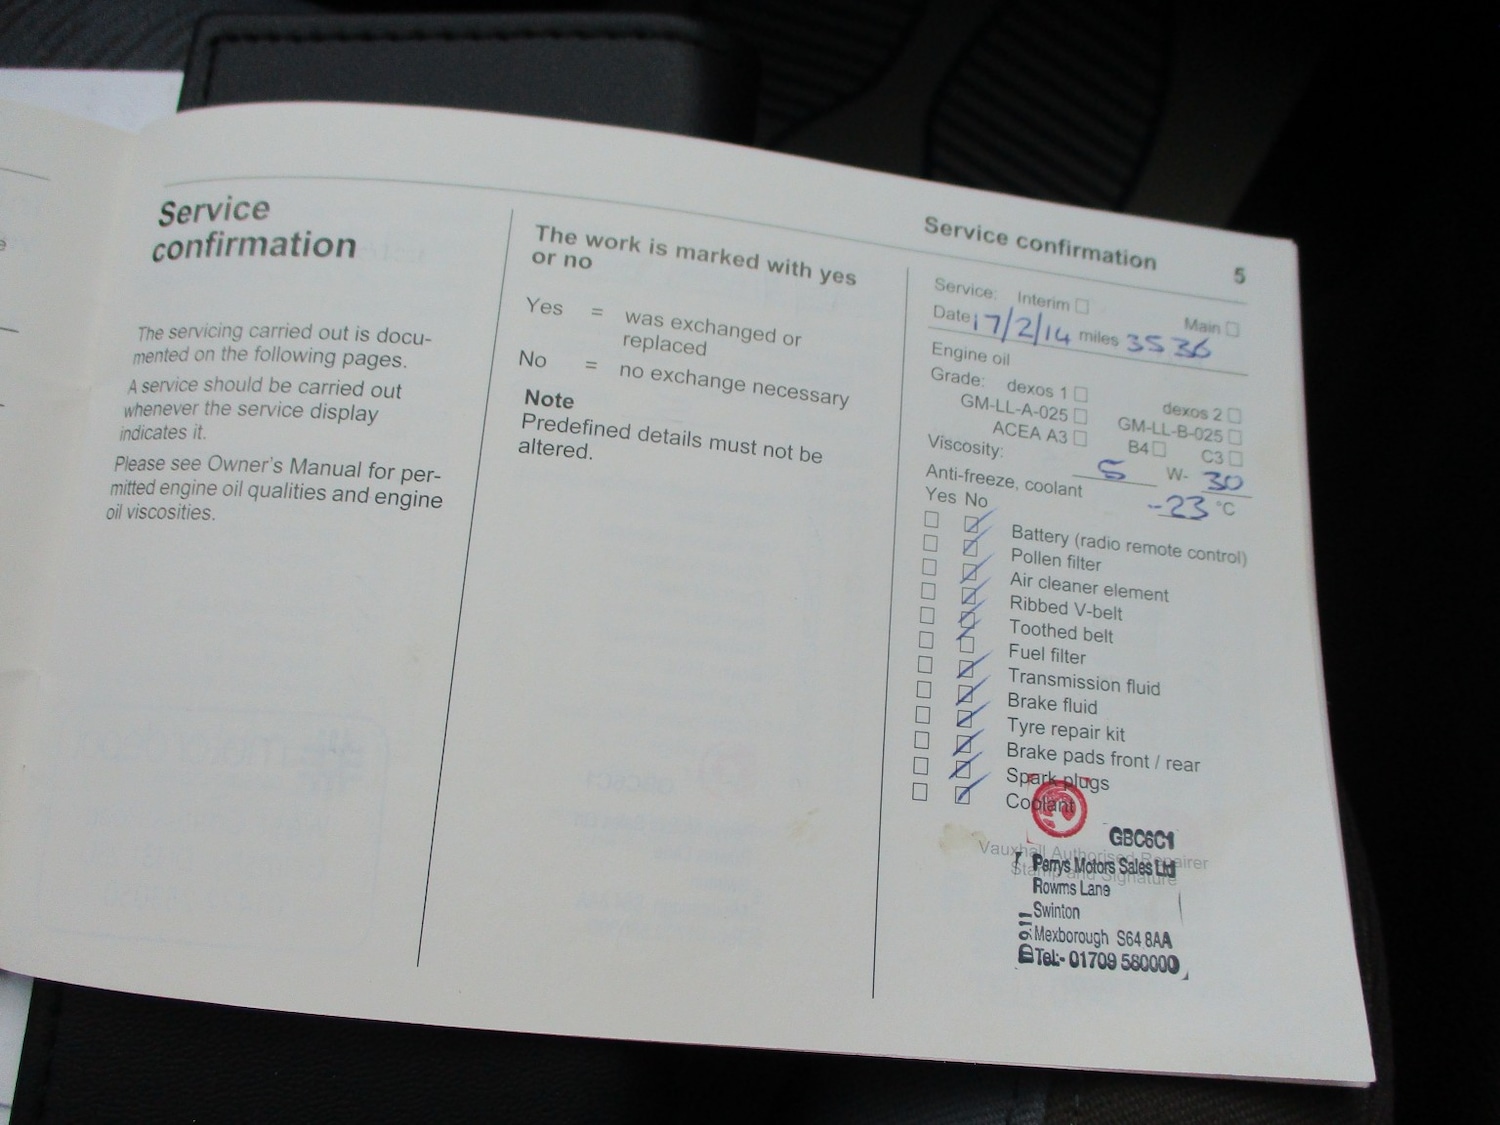 Service
confirmation
The servicing carried out is docu-
mented on the following pages.
A service should be carried out
whenever the service display
indicates it.
Please see Owner's Manual for per-
mitted engine oil qualities and engine
oil viscosities.
The work is marked with yes
or no
Yes = was exchanged or
replaced
No = no exchange necessary
Note
Predefined details must not be
altered.
Service confirmation 5
Service: Interim Main
Date 17/2/14 miles 3536
Engine oil
Grade: dexos 1 dexos 2
GM-LL-A-025 GM-LL-B-025
ACEA A3 B4 C3
Viscosity: 5 W- 30
Anti-freeze, coolant -23 °C
Yes No
Battery (radio remote control)
Pollen filter
Air cleaner element
Ribbed V-belt
Toothed belt
Fuel filter
Transmission fluid
Brake fluid
Tyre repair kit
Brake pads front / rear
Spark plugs
Coolant
GBC6C1
Vauxhall Authorised Repairer
Stamp and Signature
Perrys Motors Sales Ltd
Rowms Lane
Swinton
Mexborough S64 8AA
Tel:- 01709 580000